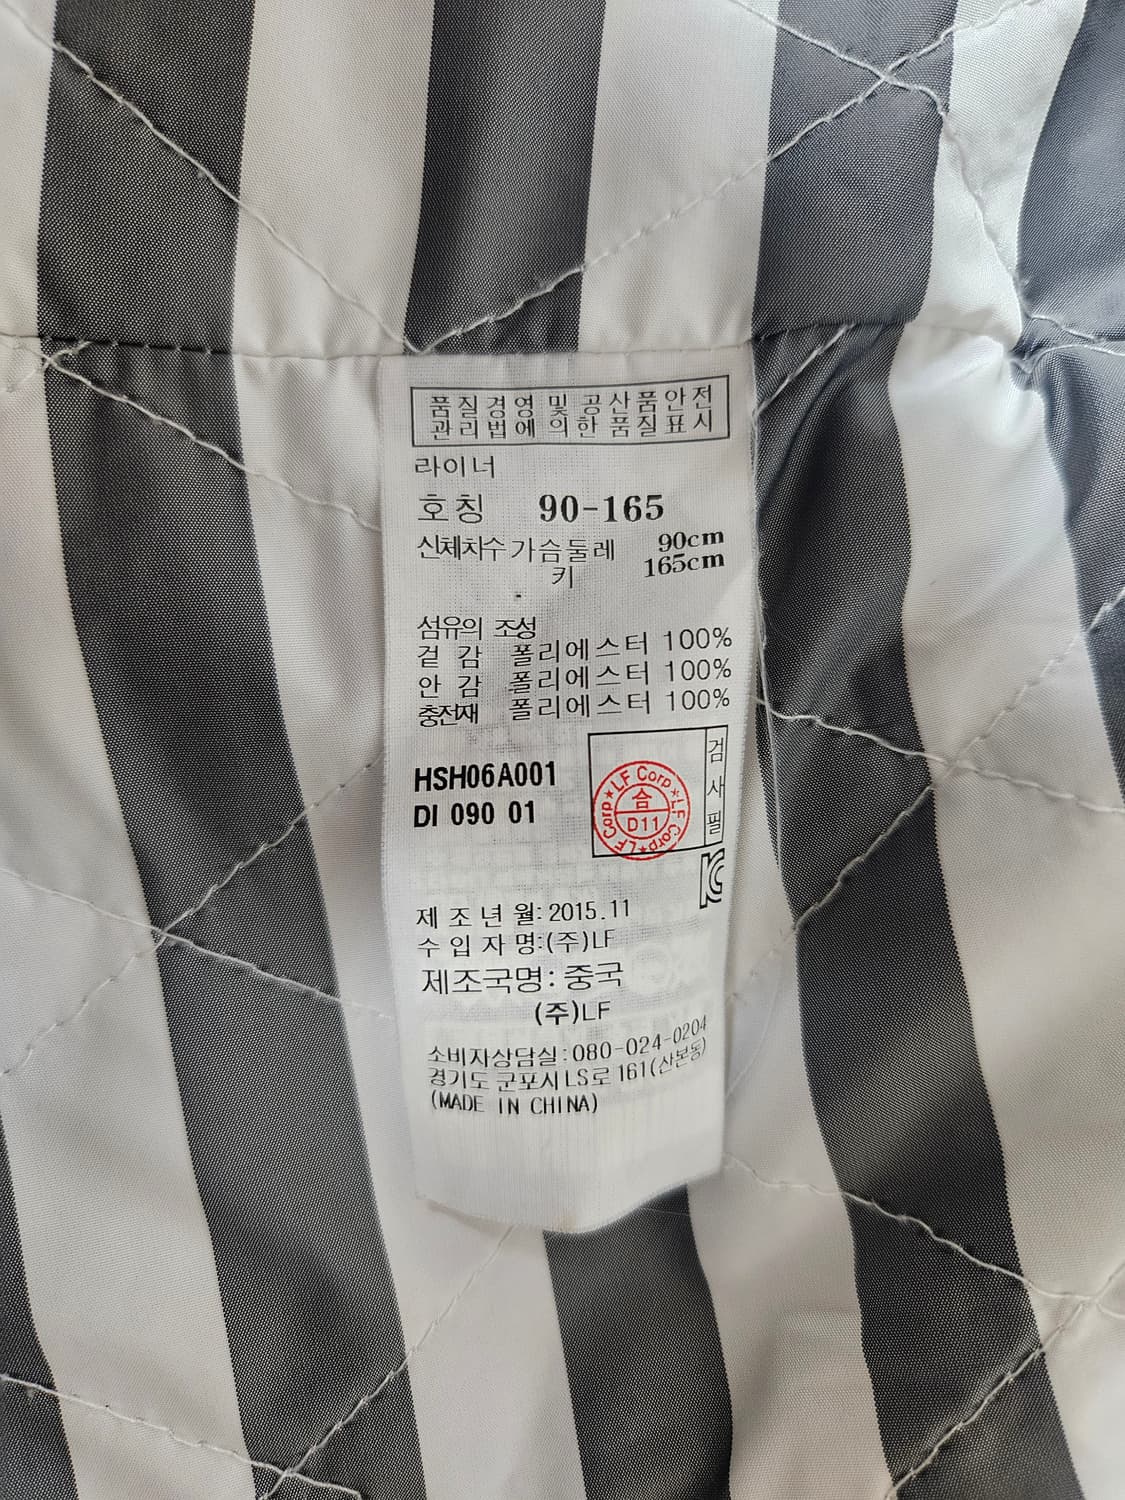 품질경영 및 공산품안전
관리법에 의한 품질표시
라이너
호칭 90-165
신체치수 가슴둘레 90cm
키 165cm
섬유의 조성
겉 감 폴리에스터 100%
안 감 폴리에스터 100%
충전재 폴리에스터 100%
HSH06A001
DI 090 01
검사필
LF Corp★LF Corp★LF Corp★
合
D11
제 조 년 월: 2015.11
수 입 자 명:(주)LF
제조국명: 중국
(주)LF
소비자상담실:080-024-0204
경기도 군포시 LS로 161(산본동)
(MADE IN CHINA)